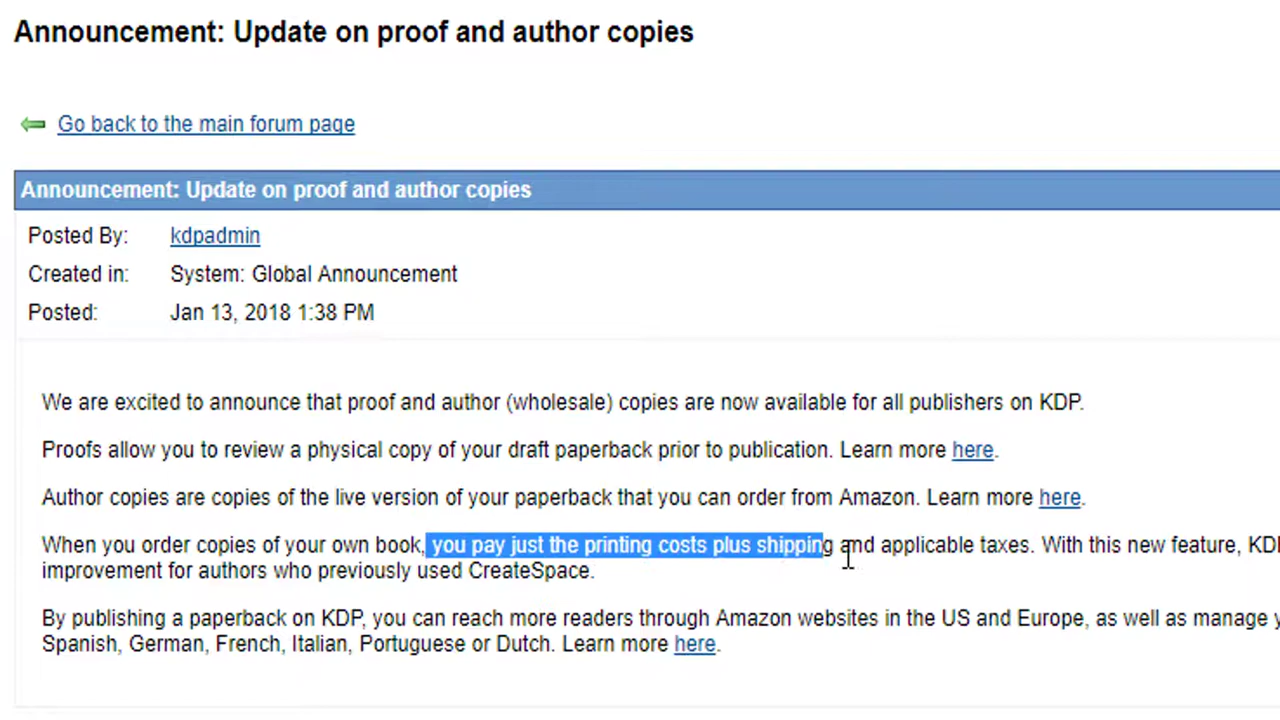 Announcement: Update on proof and author copies
Go back to the main forum page
Announcement: Update on proof and author copies
Posted By: kdpadmin
Created in: System: Global Announcement
Posted: Jan 13, 2018 1:38 PM
We are excited to announce that proof and author (wholesale) copies are now available for all publishers on KDP.
Proofs allow you to review a physical copy of your draft paperback prior to publication. Learn more here.
Author copies are copies of the live version of your paperback that you can order from Amazon. Learn more here.
When you order copies of your own book, you pay just the printing costs plus shipping and applicable taxes. With this new feature,
improvement for authors who previously used CreateSpace.
By publishing a paperback on KDP, you can reach more readers through Amazon websites in the US and Europe, as well as manage
Spanish, German, French, Italian, Portuguese or Dutch. Learn more here.